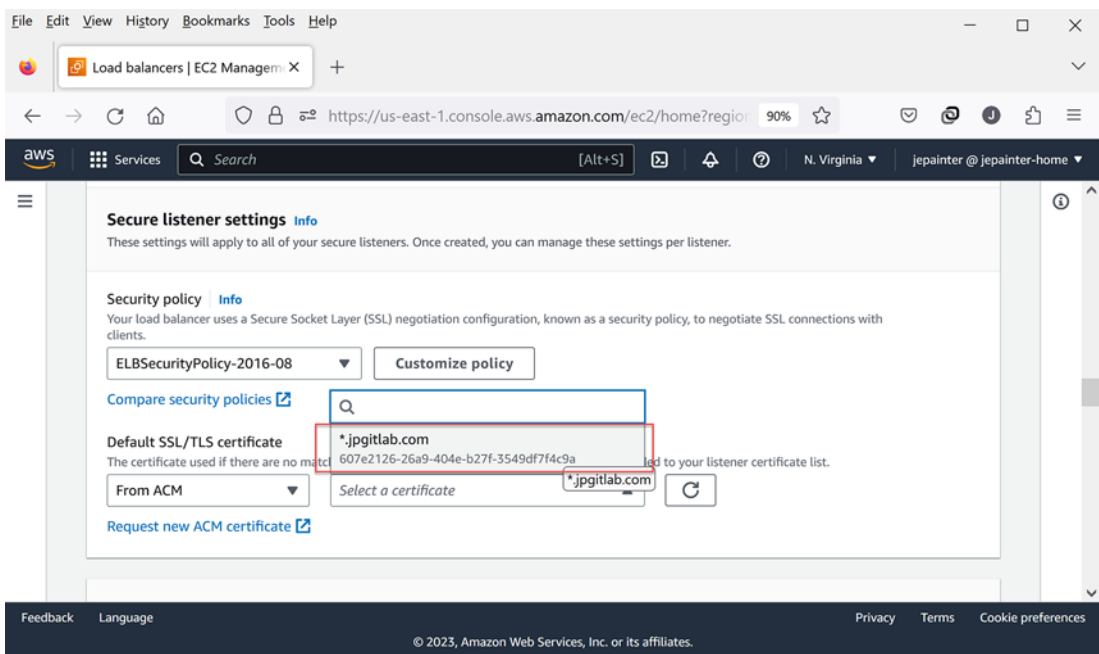 File Edit View History Bookmarks Tools Help
Load balancers | EC2 Managem
https://us-east-1.console.aws.amazon.com/ec2/home?region 90%
J
aws Services Search [Alt+S] N. Virginia jepainter @ jepainter-home
Secure listener settings Info
These settings will apply to all of your secure listeners. Once created, you can manage these settings per listener.
Security policy Info
Your load balancer uses a Secure Socket Layer (SSL) negotiation configuration, known as a security policy, to negotiate SSL connections with
clients.
ELBSecurityPolicy-2016-08 Customize policy
Compare security policies
Default SSL/TLS certificate
*.jpgitlab.com
The certificate used if there are no
607e2126-26a9-404e-b27f-3549df7f4c9a
to your listener certificate list.
*.jpgitlab.com
From ACM Select a certificate
Request new ACM certificate
Feedback Language Privacy Terms Cookie preferences
© 2023, Amazon Web Services, Inc. or its affiliates.